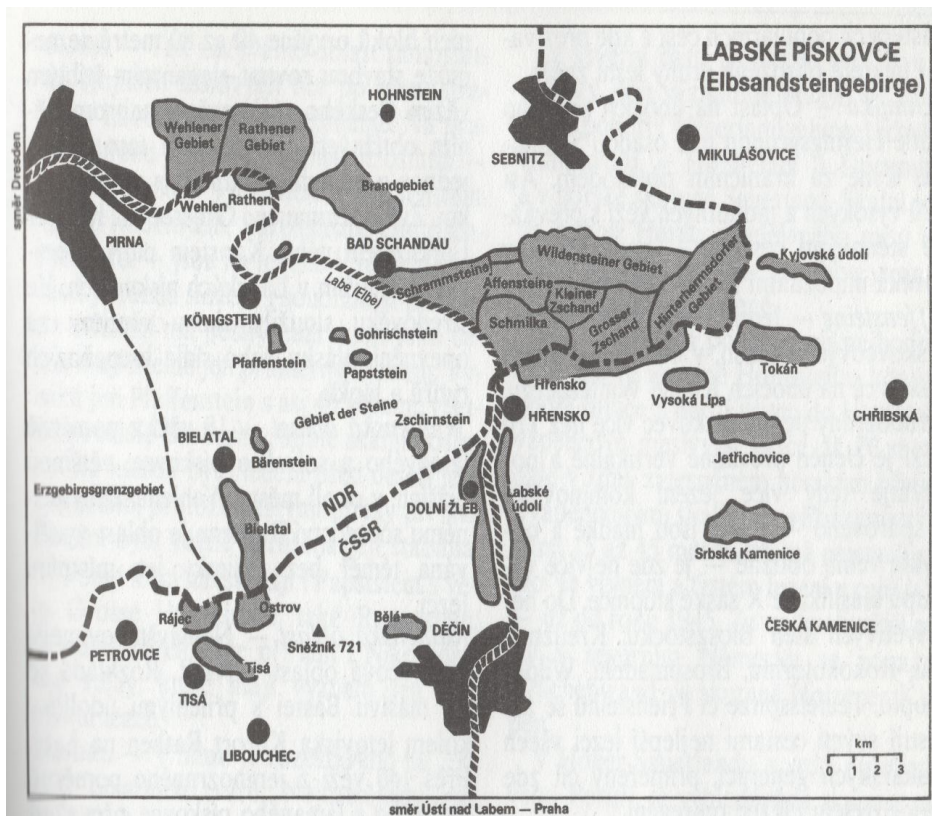 LABSKÉ PÍSKOVCE
(Elbsandsteingebirge)
HOHNSTEIN
Wehlener
Gebiet
Rathener
Gebiet
SEBNITZ
MIKULÁŠOVICE
směr Dresden
Brandgebiet
Wehlen
Rathen
PIRNA
BAD SCHANDAU
Wildensteiner Gebiet
Kyjovské údolí
Labe (Elbe)
Schrammsteine
Affensteine
Kleiner
Zschand
Hinterhermsdorfer
Gebiet
KÖNIGSTEIN
Schmilka
Grosser
Zschand
Gohrischstein
Pfaffenstein
Papststein
Tokáň
Hřensko
Vysoká Lípa
HŘENSKO
CHŘIBSKÁ
Gebiet der Steine
Zschirnstein
BIELATAL
Bärenstein
Jetřichovice
Erzgebirgsgrenzgebiet
NDR
ČSSR
DOLNÍ ŽLEB
Labské
údolí
Bielatal
Srbská Kamenice
Rájec
Ostrov
Bělá
DĚČÍN
ČESKÁ KAMENICE
PETROVICE
Sněžník 721
Tisá
TISÁ
LIBOUCHEC
km
0 1 2 3
směr Ústí nad Labem — Praha